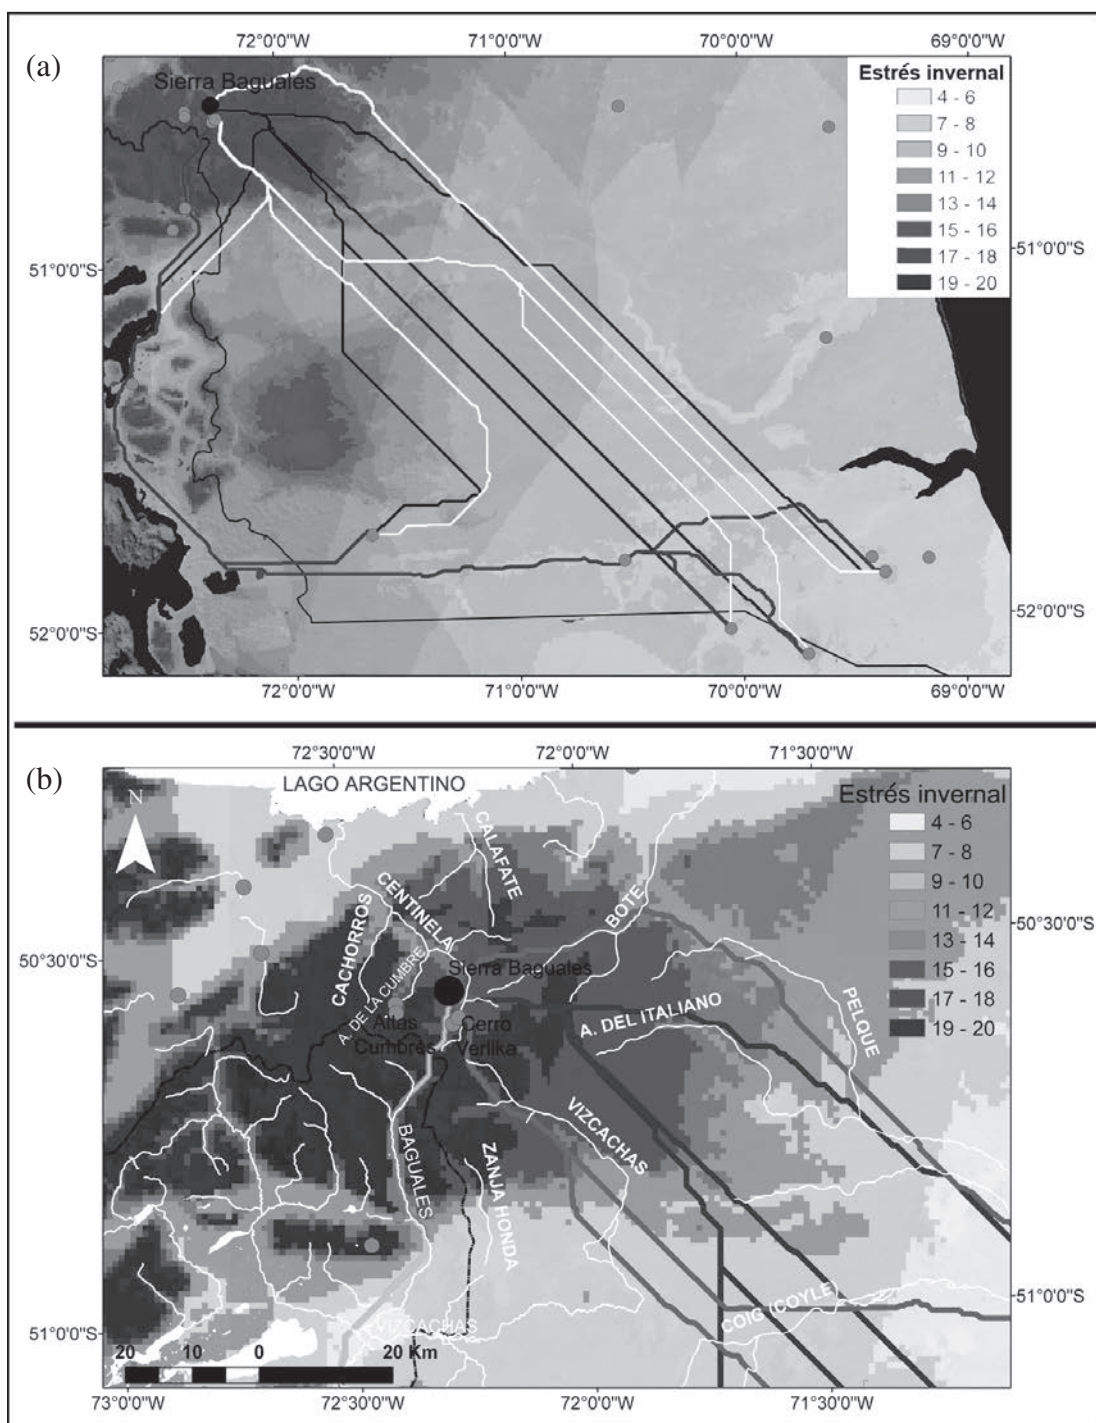 (a)
72°0'0"W 71°0'0"W 70°0'0"W 69°0'0"W
Sierra Baguales
Estrés invernal
4 - 6
7 - 8
9 - 10
11 - 12
13 - 14
15 - 16
17 - 18
19 - 20
51°0'0"S 51°0'0"S
52°0'0"S 52°0'0"S
72°0'0"W 71°0'0"W 70°0'0"W 69°0'0"W
(b)
72°30'0"W 72°0'0"W 71°30'0"W
LAGO ARGENTINO
N
Estrés invernal
4 - 6
7 - 8
9 - 10
11 - 12
13 - 14
15 - 16
17 - 18
19 - 20
CALAFATE
CENTINELA
BOTE
CACHORROS
50°30'0"S 50°30'0"S
A. DE LA CUMBRE
Sierra Baguales
PELQUE
A. DEL ITALIANO
Altas
Cumbres
Cerro
Verlika
VIZCACHAS
BAGUALES
ZANJA HONDA
COIG (COYLE)
VIZCACHAS
51°0'0"S 51°0'0"S
20 10 0 20 Km
73°0'0"W 72°30'0"W 72°0'0"W 71°30'0"W